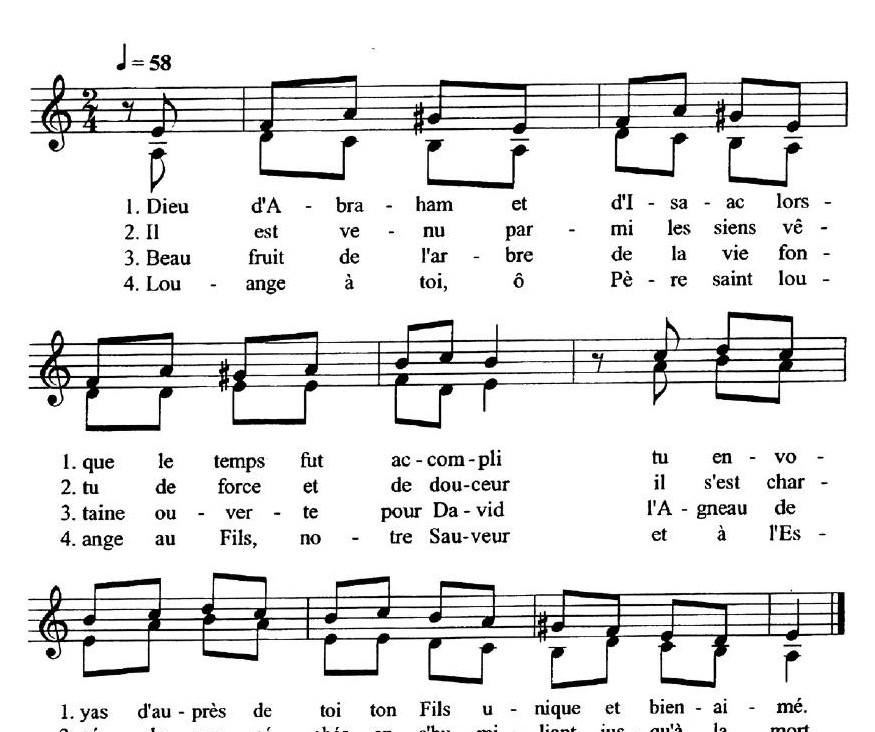 ♩ = 58
2/4
1. Dieu d'A - bra - ham et d'I - sa - ac lors -
2. Il est ve - nu par - mi les siens vê -
3. Beau fruit de l'ar - bre de la vie fon -
4. Lou - ange à toi, ô Pè - re saint lou -
1. que le temps fut ac - com - pli tu en - vo -
2. tu de force et de dou - ceur il s'est char -
3. taine ou - ver - te pour Da - vid l'A - gneau de
4. ange au Fils, no - tre Sau - veur et à l'Es -
1. yas d'au - près de toi ton Fils u - nique et bien - ai - mé.